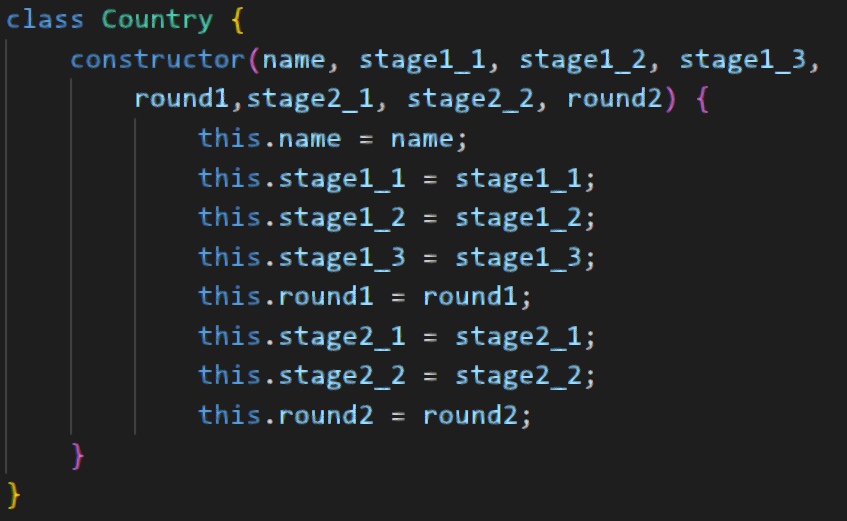 class Country {
    constructor(name, stage1_1, stage1_2, stage1_3,
        round1,stage2_1, stage2_2, round2) {
            this.name = name;
            this.stage1_1 = stage1_1;
            this.stage1_2 = stage1_2;
            this.stage1_3 = stage1_3;
            this.round1 = round1;
            this.stage2_1 = stage2_1;
            this.stage2_2 = stage2_2;
            this.round2 = round2;
    }
}